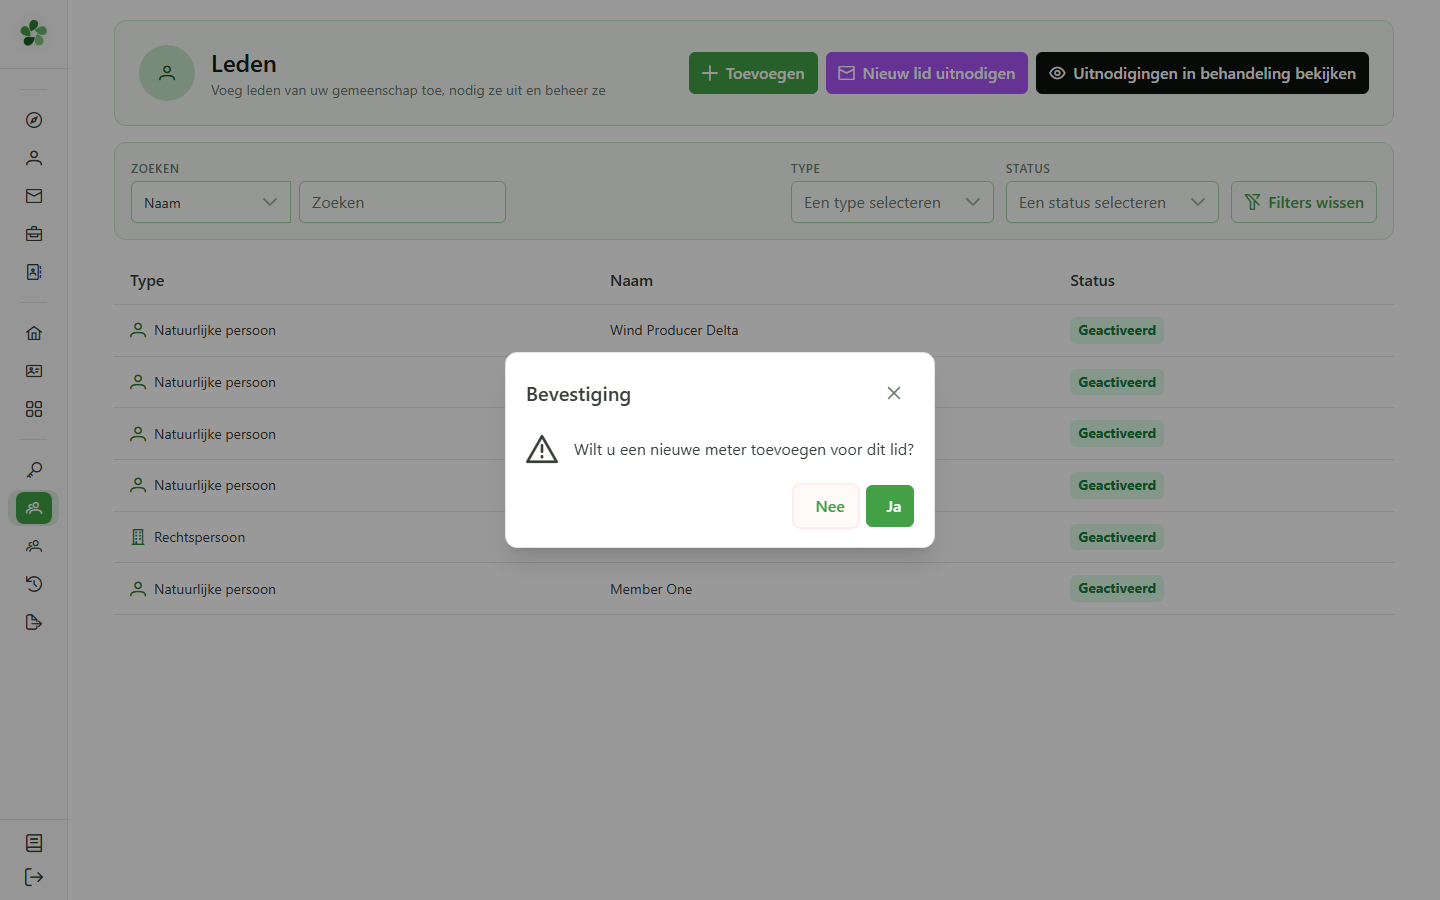 Leden
Voeg leden van uw gemeenschap toe, nodig ze uit en beheer ze
Toevoegen
Nieuw lid uitnodigen
Uitnodigingen in behandeling bekijken
ZOEKEN
Naam
Zoeken
TYPE
Een type selecteren
STATUS
Een status selecteren
Filters wissen
Type Naam Status
Natuurlijke persoon Wind Producer Delta Geactiveerd
Natuurlijke persoon Geactiveerd
Natuurlijke persoon Geactiveerd
Natuurlijke persoon Geactiveerd
Rechtspersoon Geactiveerd
Natuurlijke persoon Member One Geactiveerd
Bevestiging
Wilt u een nieuwe meter toevoegen voor dit lid?
Nee
Ja